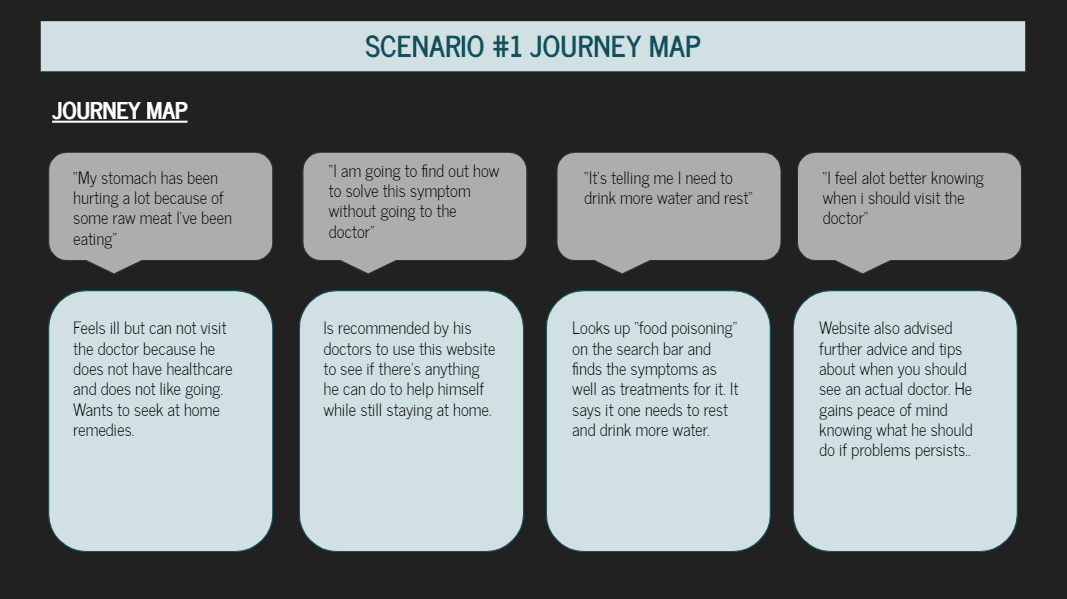 SCENARIO #1 JOURNEY MAP
JOURNEY MAP
"My stomach has been
hurting a lot because of
some raw meat I've been
eating"
"I am going to find out how
to solve this symptom
without going to the
doctor"
"It's telling me I need to
drink more water and rest"
"I feel alot better knowing
when i should visit the
doctor"
Feels ill but can not visit
the doctor because he
does not have healthcare
and does not like going.
Wants to seek at home
remedies.
Is recommended by his
doctors to use this website
to see if there's anything
he can do to help himself
while still staying at home.
Looks up "food poisoning"
on the search bar and
finds the symptoms as
well as treatments for it. It
says it one needs to rest
and drink more water.
Website also advised
further advice and tips
about when you should
see an actual doctor. He
gains peace of mind
knowing what he should
do if problems persists..